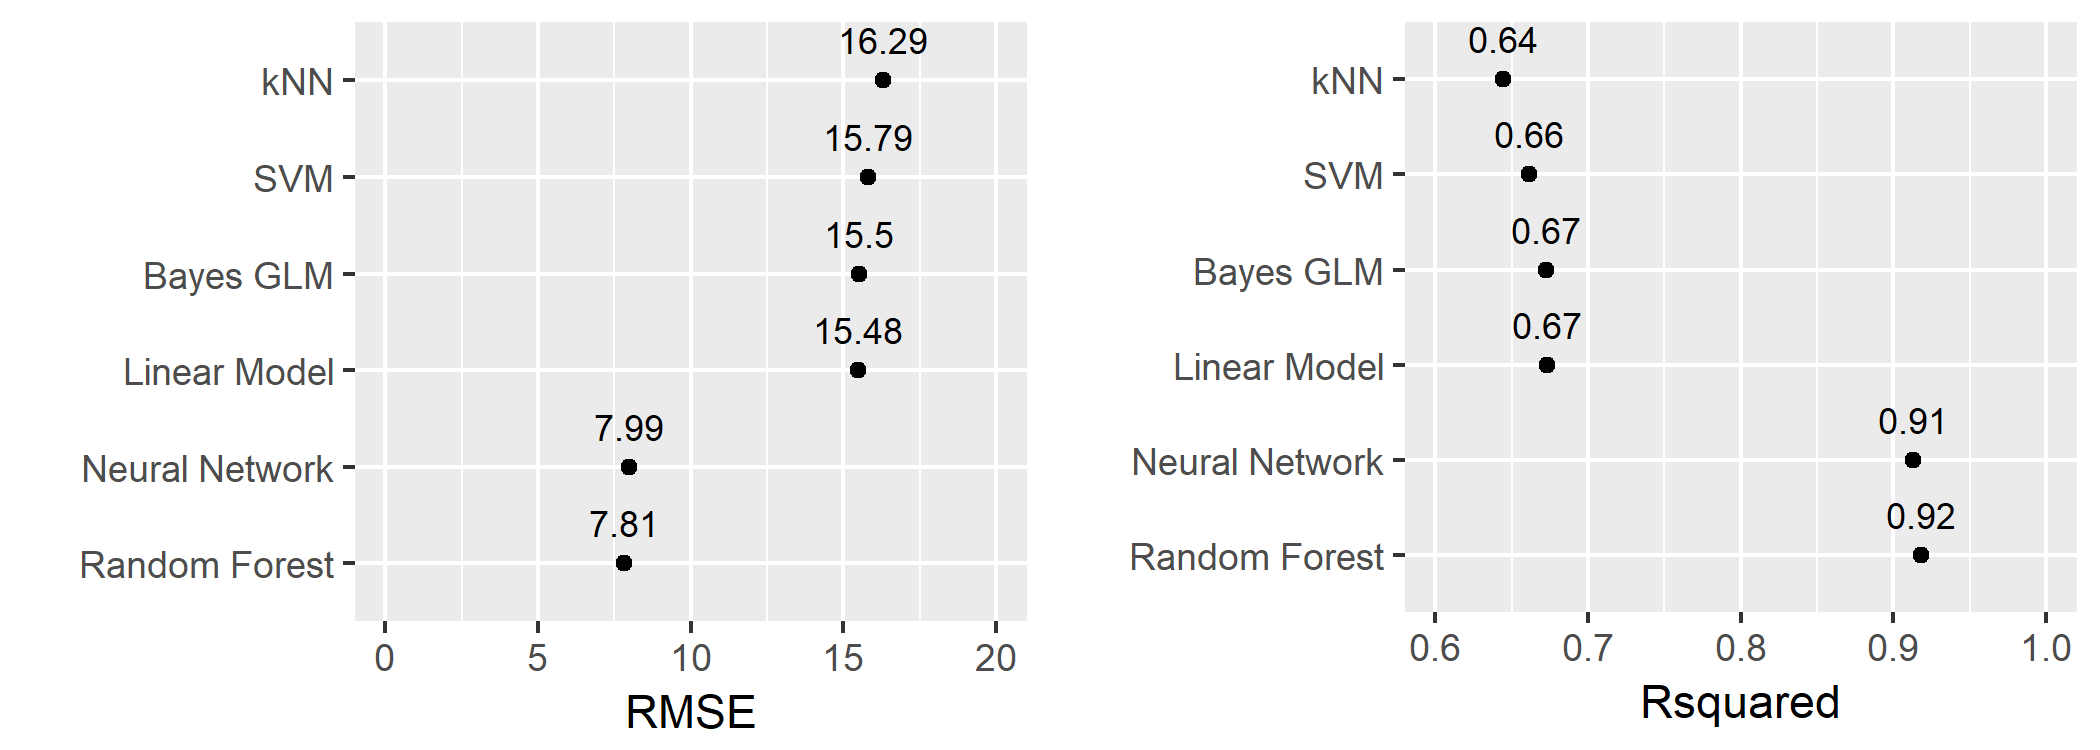 16.29
kNN
15.79
SVM
15.5
Bayes GLM
15.48
Linear Model
7.99
Neural Network
7.81
Random Forest
0 5 10 15 20
RMSE
0.64
kNN
0.66
SVM
0.67
Bayes GLM
0.67
Linear Model
0.91
Neural Network
0.92
Random Forest
0.6 0.7 0.8 0.9 1.0
Rsquared